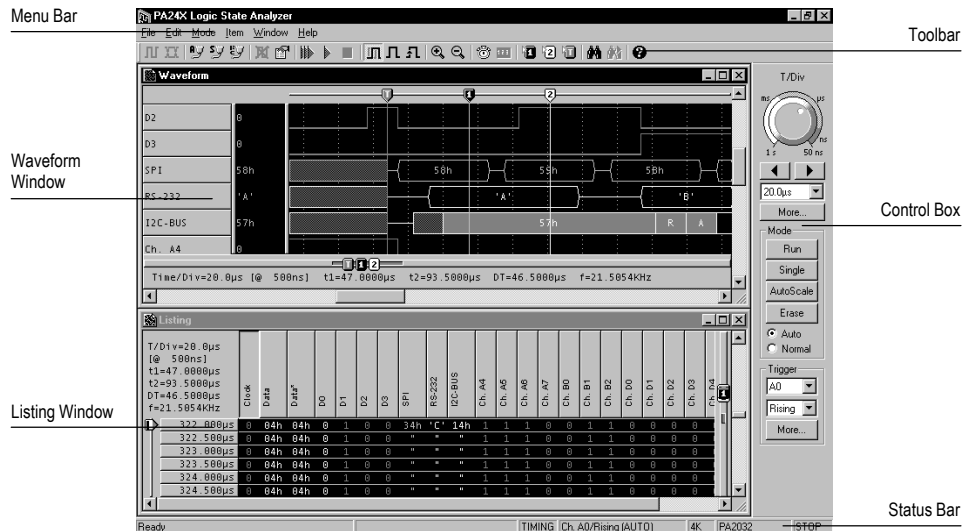 Menu Bar
PA24X Logic State Analyzer
File Edit Mode Item Window Help
Toolbar
Waveform
T/Div
ms
µs
ns
1 s
50 ns
D2
0
D3
0
Waveform
Window
SPI
58h
50h
55h
5Bh
RS-232
'A'
'A'
'B'
I2C-BUS
57h
57h
R
A
Ch. A4
0
20.0µs
More...
Control Box
Mode
Run
Single
AutoScale
Erase
Auto
Normal
Time/Div=20.0µs [@ 500ns] t1=47.0000µs t2=93.5000µs DT=46.5000µs f=21.5054KHz
Listing
T/Div=20.0µs
[@ 500ns]
t1=47.0000µs
t2=93.5000µs
DT=46.5000µs
f=21.5054KHz
Clock Data Data² D0 D1 D2 D3 SPI RS-232 I2C-BUS Ch. A4 Ch. A5 Ch. A6 Ch. A7 Ch. B0 Ch. B1 Ch. B2 Ch. D0 Ch. D1 Ch. D2 Ch. D3 Ch. D4
Trigger
A0
Rising
More...
Listing Window
322.000µs 0 04h 04h 0 1 0 0 34h 'C' 14h 1 1 1 0 0 1 1 0 0 0 0
322.500µs 0 04h 04h 0 1 0 0 " " " 1 1 1 0 0 1 1 0 0 0 0
323.000µs 0 04h 04h 0 1 0 0 " " " 1 1 1 0 0 1 1 0 0 0 0
323.500µs 0 04h 04h 0 1 0 0 " " " 1 1 1 0 0 1 1 0 0 0 0
324.000µs 0 04h 04h 0 1 0 0 " " " 1 1 1 0 0 1 1 0 0 0 0
324.500µs 0 04h 04h 0 1 0 0 " " " 1 1 1 0 0 1 1 0 0 0 0
Status Bar
Ready
TIMING Ch. A0/Rising (AUTO) 4K PA2032 STOP